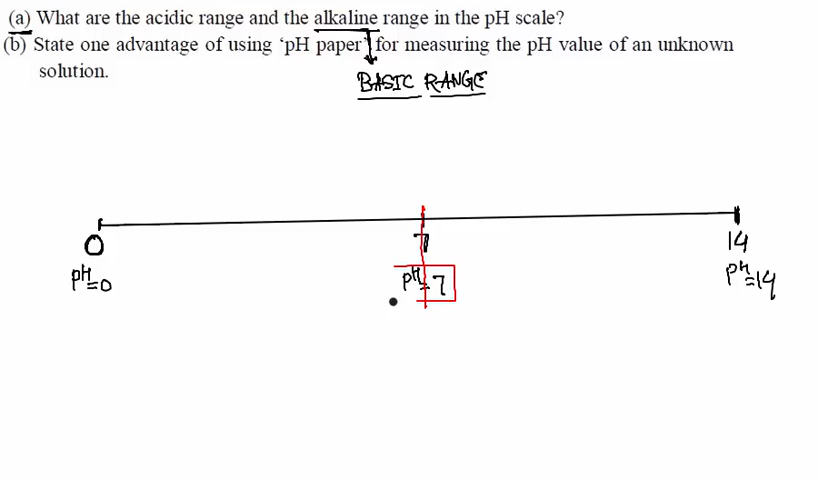 (a) What are the acidic range and the alkaline range in the pH scale?
(b) State one advantage of using ‘pH paper’ for measuring the pH value of an unknown
solution.
BASIC RANGE
0 7 14
pH=0 pH=7 pH=14